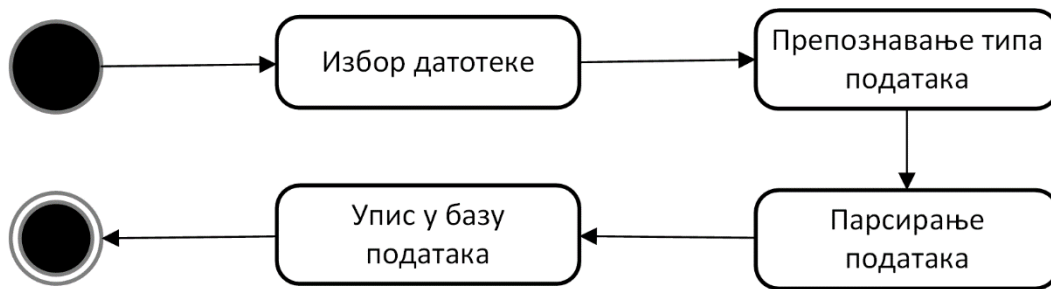 Избор датотеке
Препознавање типа
података
Упис у базу
података
Парсирање
података